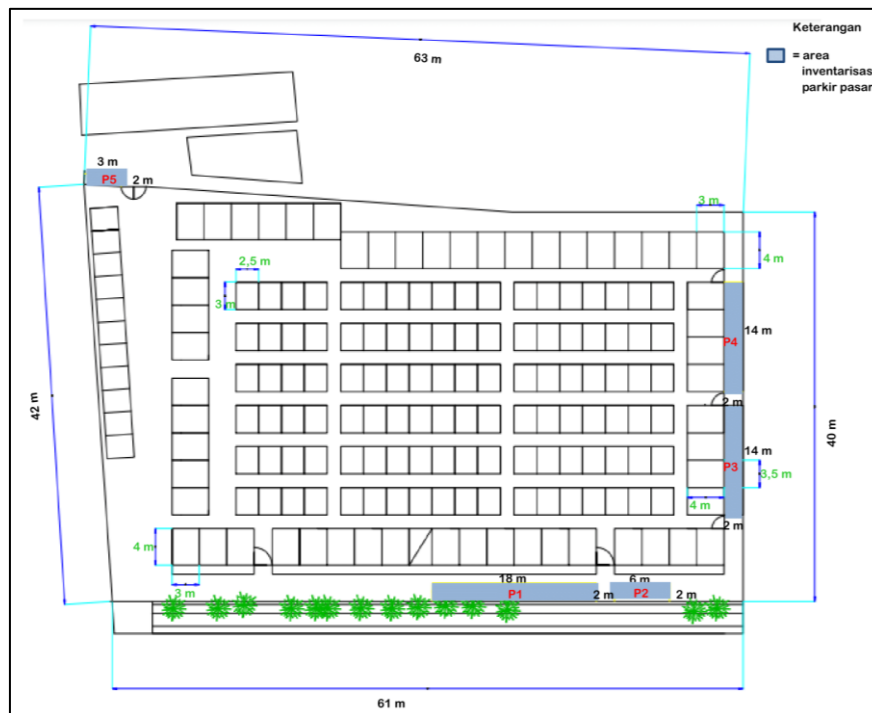 Keterangan
= area
inventarisas
parkir pasar
63 m
3 m
P5
2 m
3 m
4 m
2,5 m
3 m
14 m
P4
42 m
2 m
40 m
14 m
P3
3,5 m
4 m
2 m
4 m
18 m
6 m
P1
P2
3 m
2 m
2 m
61 m